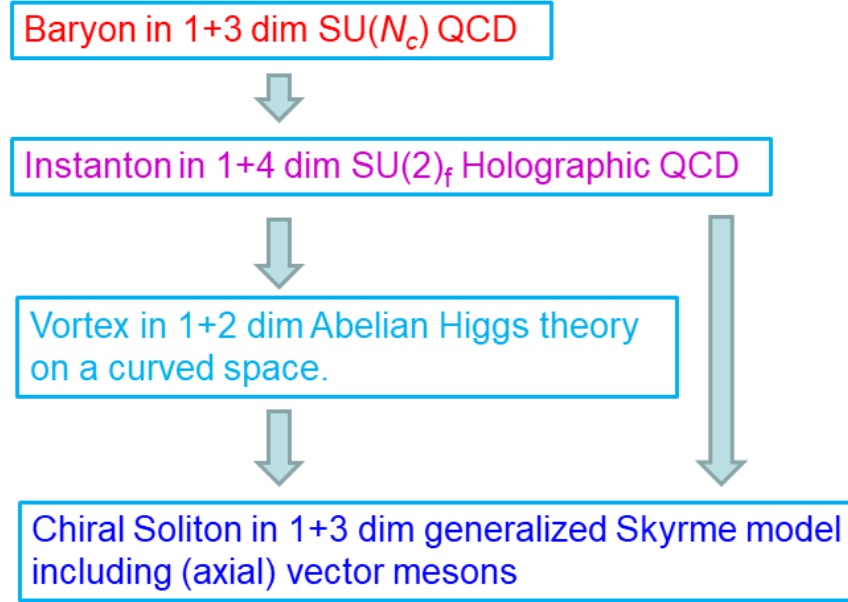 Baryon in 1+3 dim SU(N_c) QCD
Instanton in 1+4 dim SU(2)_f Holographic QCD
Vortex in 1+2 dim Abelian Higgs theory
on a curved space.
Chiral Soliton in 1+3 dim generalized Skyrme model
including (axial) vector mesons